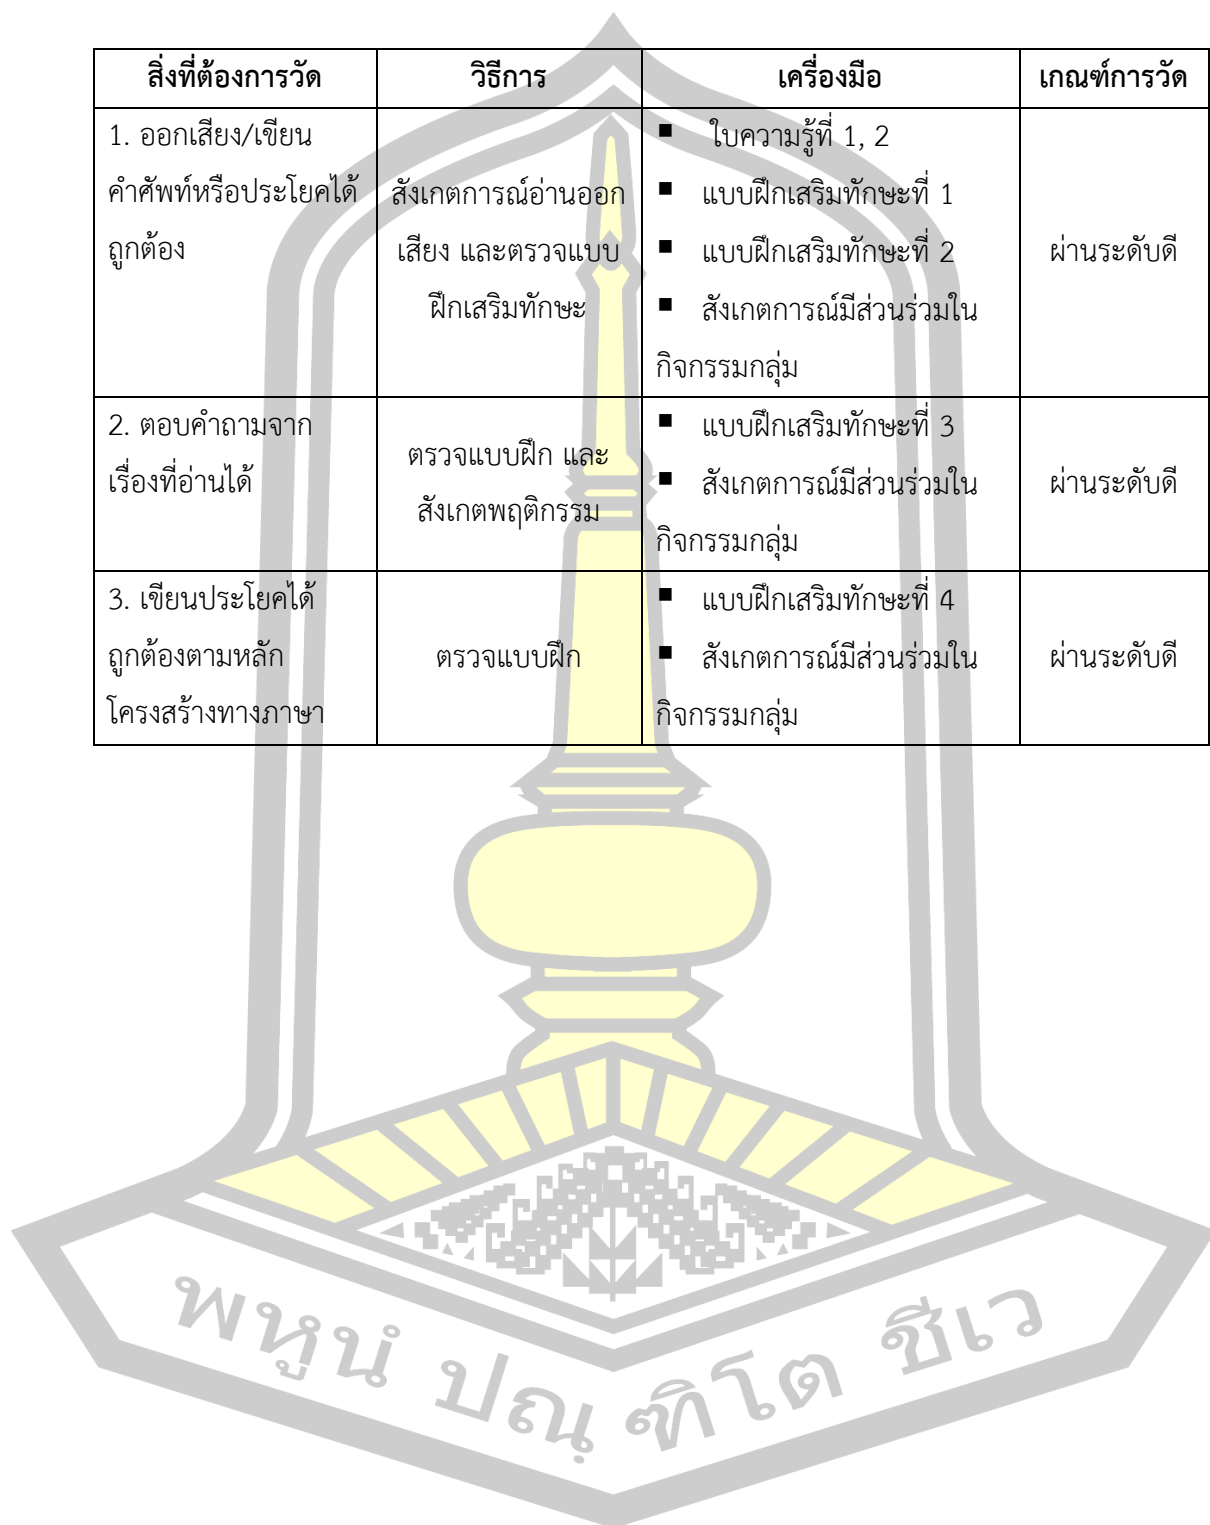 สิ่งที่ต้องการวัด วิธีการ เครื่องมือ เกณฑ์การวัด
1. ออกเสียง/เขียน
คำศัพท์หรือประโยคได้
ถูกต้อง
สังเกตการณ์อ่านออก
เสียง และตรวจแบบ
ฝึกเสริมทักษะ
▪ ใบความรู้ที่ 1, 2
▪ แบบฝึกเสริมทักษะที่ 1
▪ แบบฝึกเสริมทักษะที่ 2
▪ สังเกตการณ์มีส่วนร่วมใน
กิจกรรมกลุ่ม
ผ่านระดับดี
2. ตอบคำถามจาก
เรื่องที่อ่านได้
ตรวจแบบฝึก และ
สังเกตพฤติกรรม
▪ แบบฝึกเสริมทักษะที่ 3
▪ สังเกตการณ์มีส่วนร่วมใน
กิจกรรมกลุ่ม
ผ่านระดับดี
3. เขียนประโยคได้
ถูกต้องตามหลัก
โครงสร้างทางภาษา
ตรวจแบบฝึก
▪ แบบฝึกเสริมทักษะที่ 4
▪ สังเกตการณ์มีส่วนร่วมใน
กิจกรรมกลุ่ม
ผ่านระดับดี
พหูนํ ปณฺฑิโต ชีเว